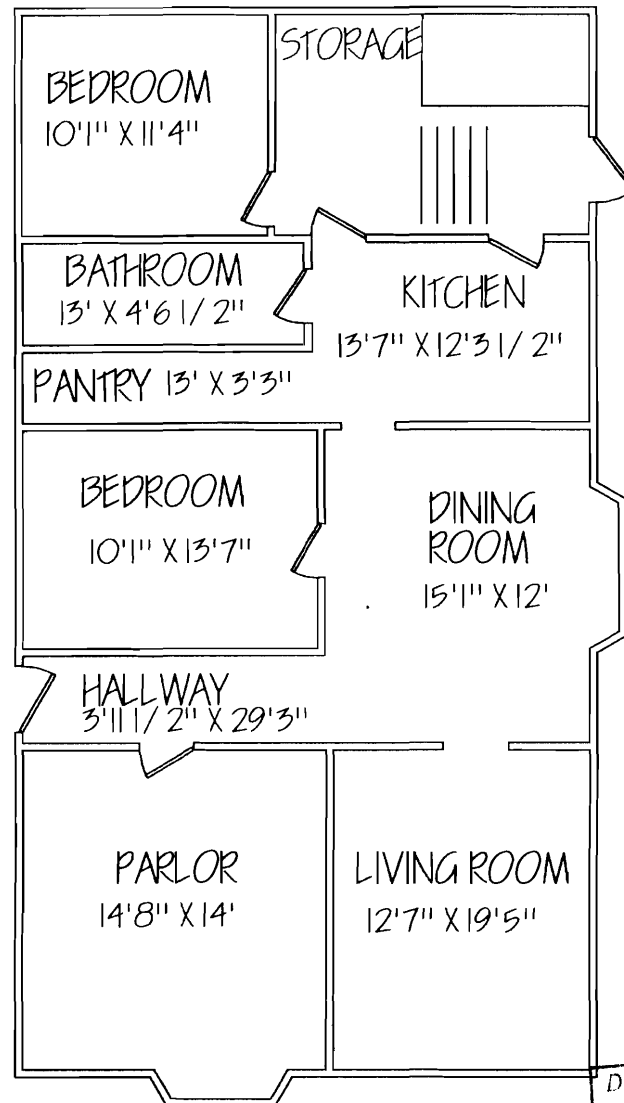 STORAGE
BEDROOM
10'1" X 11'4"
BATHROOM
13' X 4'6 1/2"
KITCHEN
13'7" X 12'3 1/2"
PANTRY 13' X 3'3"
BEDROOM
10'1" X 13'7"
DINING
ROOM
15'1" X 12'
HALLWAY
3'11 1/2" X 29'3"
PARLOR
14'8" X 14'
LIVING ROOM
12'7" X 19'5"
D